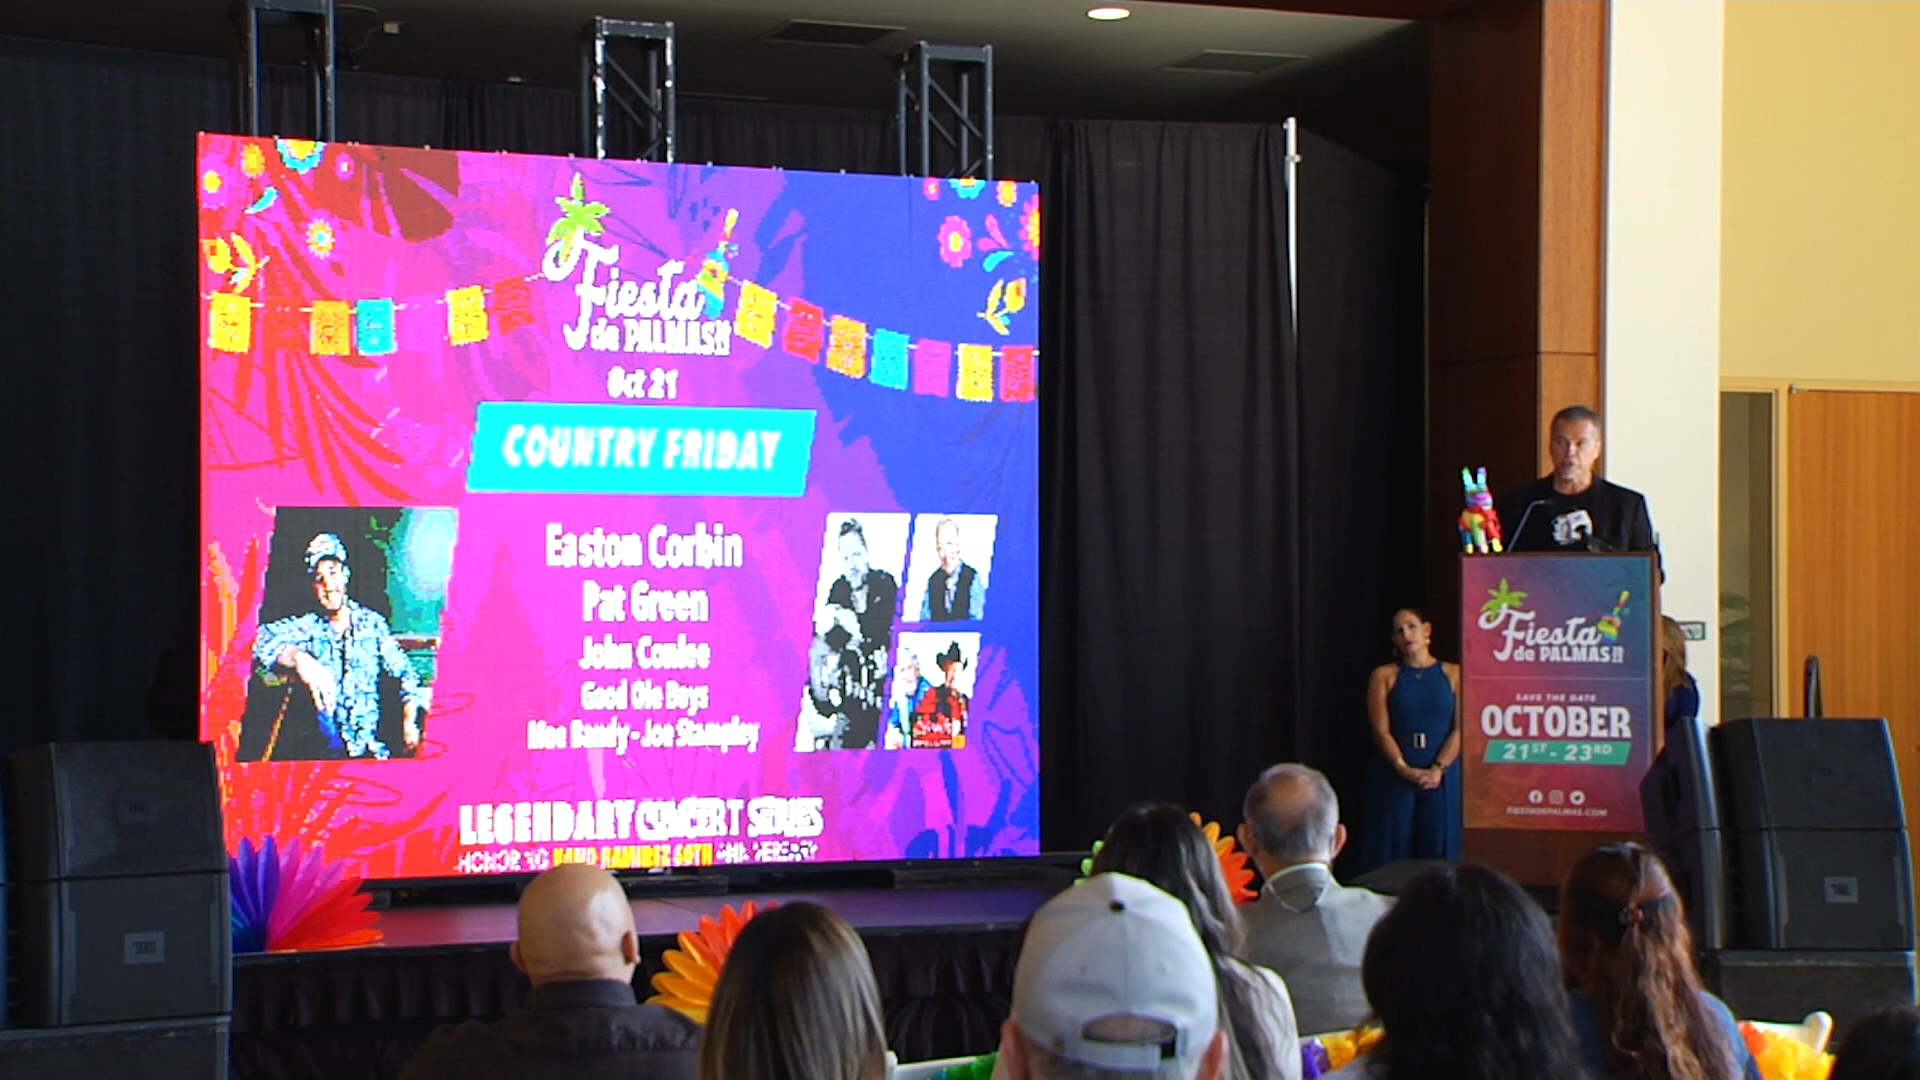 Fiesta
de PALMAS!!
Oct 21
COUNTRY FRIDAY
Easton Corbin
Pat Green
John Conlee
Good Ole Boys
Moe Bandy - Joe Stampley
LEGENDARY CONCERT SERIES
Fiesta
de PALMAS!!
SAVE THE DATE
OCTOBER
21ST - 23RD
FIESTADEPALMAS.COM
JBL